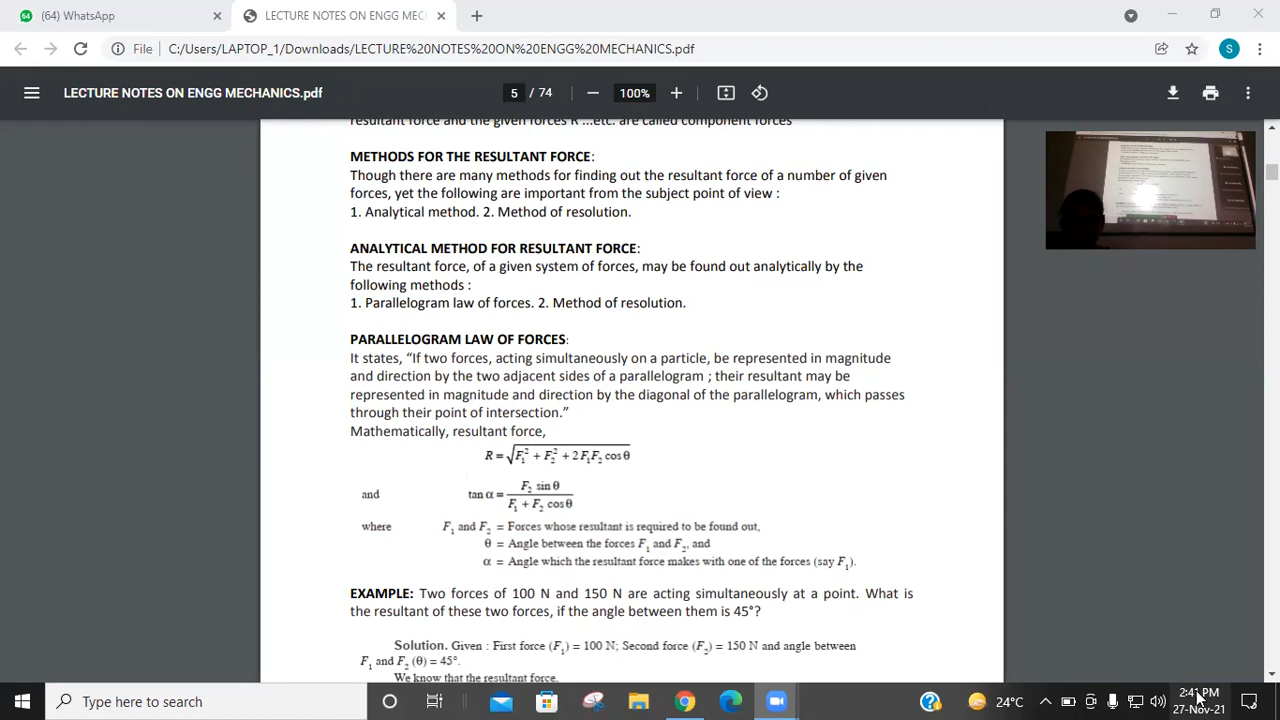 64 (64) WhatsApp
LECTURE NOTES ON ENGG MEC
File C:/Users/LAPTOP_1/Downloads/LECTURE%20NOTES%20ON%20ENGG%20MECHANICS.pdf S
LECTURE NOTES ON ENGG MECHANICS.pdf 5 / 74 100%
resultant force and the given forces R ...etc. are called component forces
METHODS FOR THE RESULTANT FORCE:
Though there are many methods for finding out the resultant force of a number of given
forces, yet the following are important from the subject point of view :
1. Analytical method. 2. Method of resolution.
ANALYTICAL METHOD FOR RESULTANT FORCE:
The resultant force, of a given system of forces, may be found out analytically by the
following methods :
1. Parallelogram law of forces. 2. Method of resolution.
PARALLELOGRAM LAW OF FORCES:
It states, “If two forces, acting simultaneously on a particle, be represented in magnitude
and direction by the two adjacent sides of a parallelogram ; their resultant may be
represented in magnitude and direction by the diagonal of the parallelogram, which passes
through their point of intersection.”
Mathematically, resultant force,
R = √(F₁² + F₂² + 2F₁F₂ cos θ)
and tan α = F₂ sin θ / (F₁ + F₂ cos θ)
where F₁ and F₂ = Forces whose resultant is required to be found out,
θ = Angle between the forces F₁ and F₂, and
α = Angle which the resultant force makes with one of the forces (say F₁).
EXAMPLE: Two forces of 100 N and 150 N are acting simultaneously at a point. What is
the resultant of these two forces, if the angle between them is 45°?
Solution. Given : First force (F₁) = 100 N; Second force (F₂) = 150 N and angle between
F₁ and F₂ (θ) = 45°.
We know that the resultant force,
Type here to search
24°C
2:41 PM
27-Nov-21